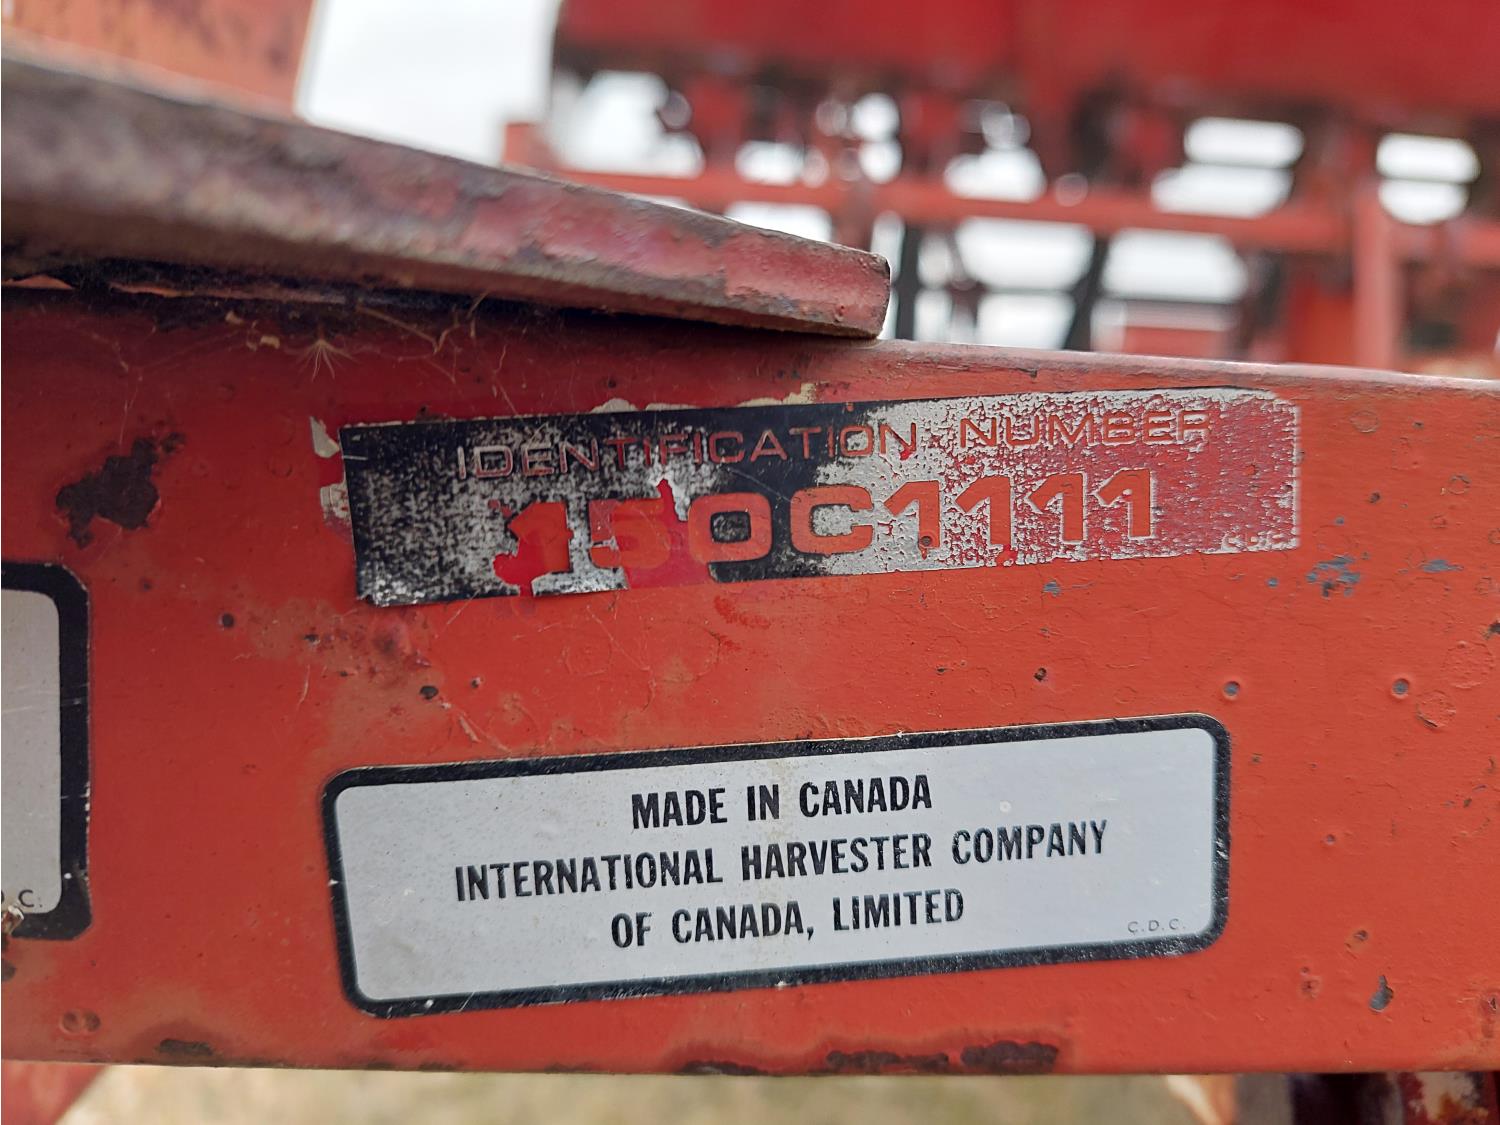 IDENTIFICATION NUMBER
150C1111
MADE IN CANADA
INTERNATIONAL HARVESTER COMPANY
OF CANADA, LIMITED
C.D.C.
C.